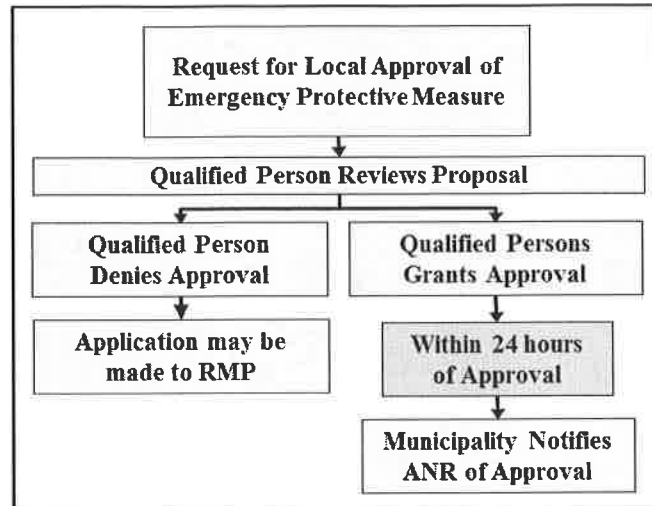 Request for Local Approval of
Emergency Protective Measure
Qualified Person Reviews Proposal
Qualified Person
Denies Approval
Qualified Persons
Grants Approval
Application may be
made to RMP
Within 24 hours
of Approval
Municipality Notifies
ANR of Approval